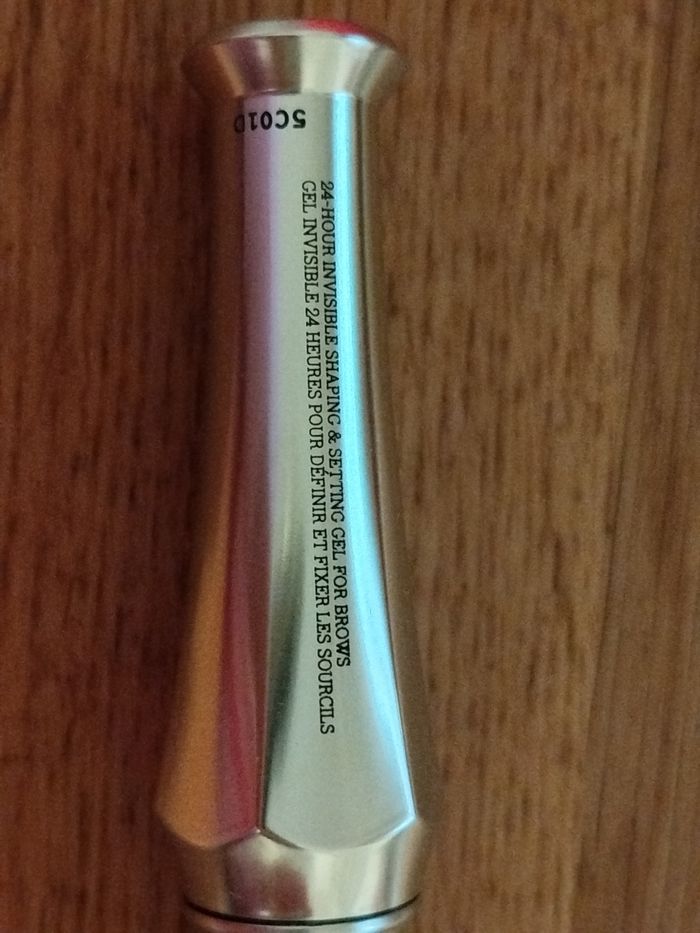 24-HOUR INVISIBLE SHAPING & SETTING GEL FOR BROWS
GEL INVISIBLE 24 HEURES POUR DÉFINIR ET FIXER LES SOURCILS
5C01D